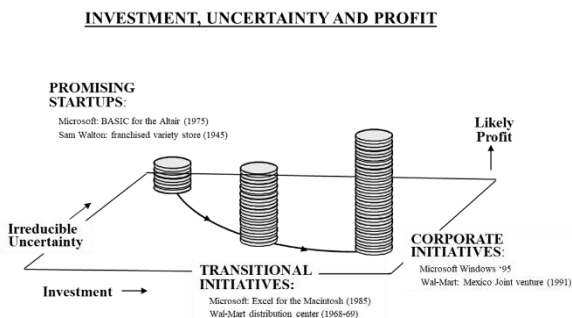 INVESTMENT, UNCERTAINTY AND PROFIT
PROMISING
STARTUPS:
Microsoft: BASIC for the Altair (1975)
Sam Walton: franchised variety store (1945)
Likely
Profit
Irreducible
Uncertainty
CORPORATE
INITIATIVES:
Microsoft Windows ‘95
Wal-Mart: Mexico Joint venture (1991)
TRANSITIONAL
INITIATIVES:
Microsoft: Excel for the Macintosh (1985)
Wal-Mart distribution center (1968-69)
Investment